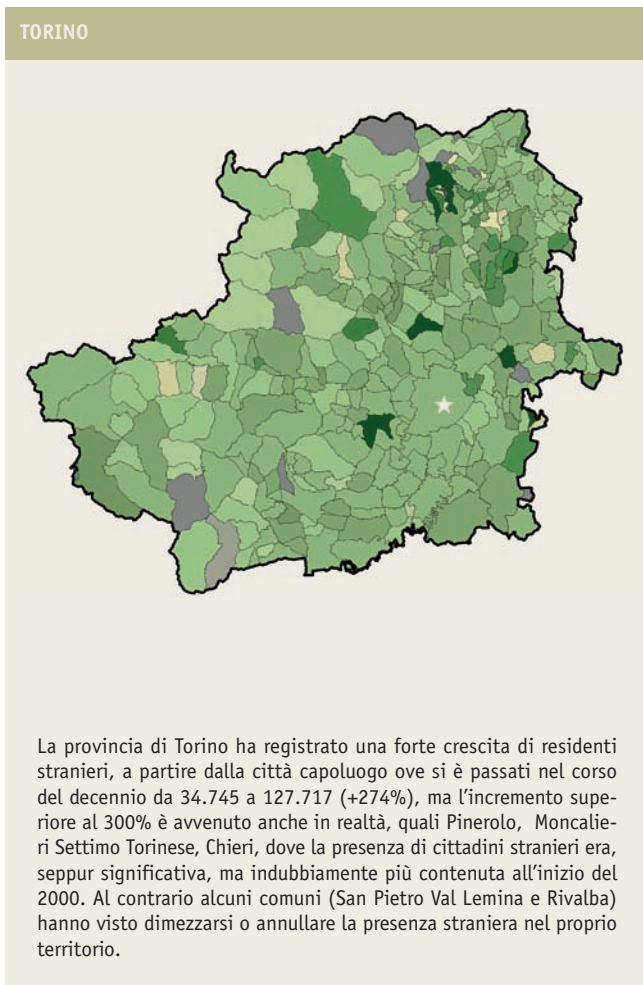 TORINO
La provincia di Torino ha registrato una forte crescita di residenti
stranieri, a partire dalla città capoluogo ove si è passati nel corso
del decennio da 34.745 a 127.717 (+274%), ma l'incremento supe-
riore al 300% è avvenuto anche in realtà, quali Pinerolo, Moncalie-
ri Settimo Torinese, Chieri, dove la presenza di cittadini stranieri era,
seppur significativa, ma indubbiamente più contenuta all'inizio del
2000. Al contrario alcuni comuni (San Pietro Val Lemina e Rivalba)
hanno visto dimezzarsi o annullare la presenza straniera nel proprio
territorio.